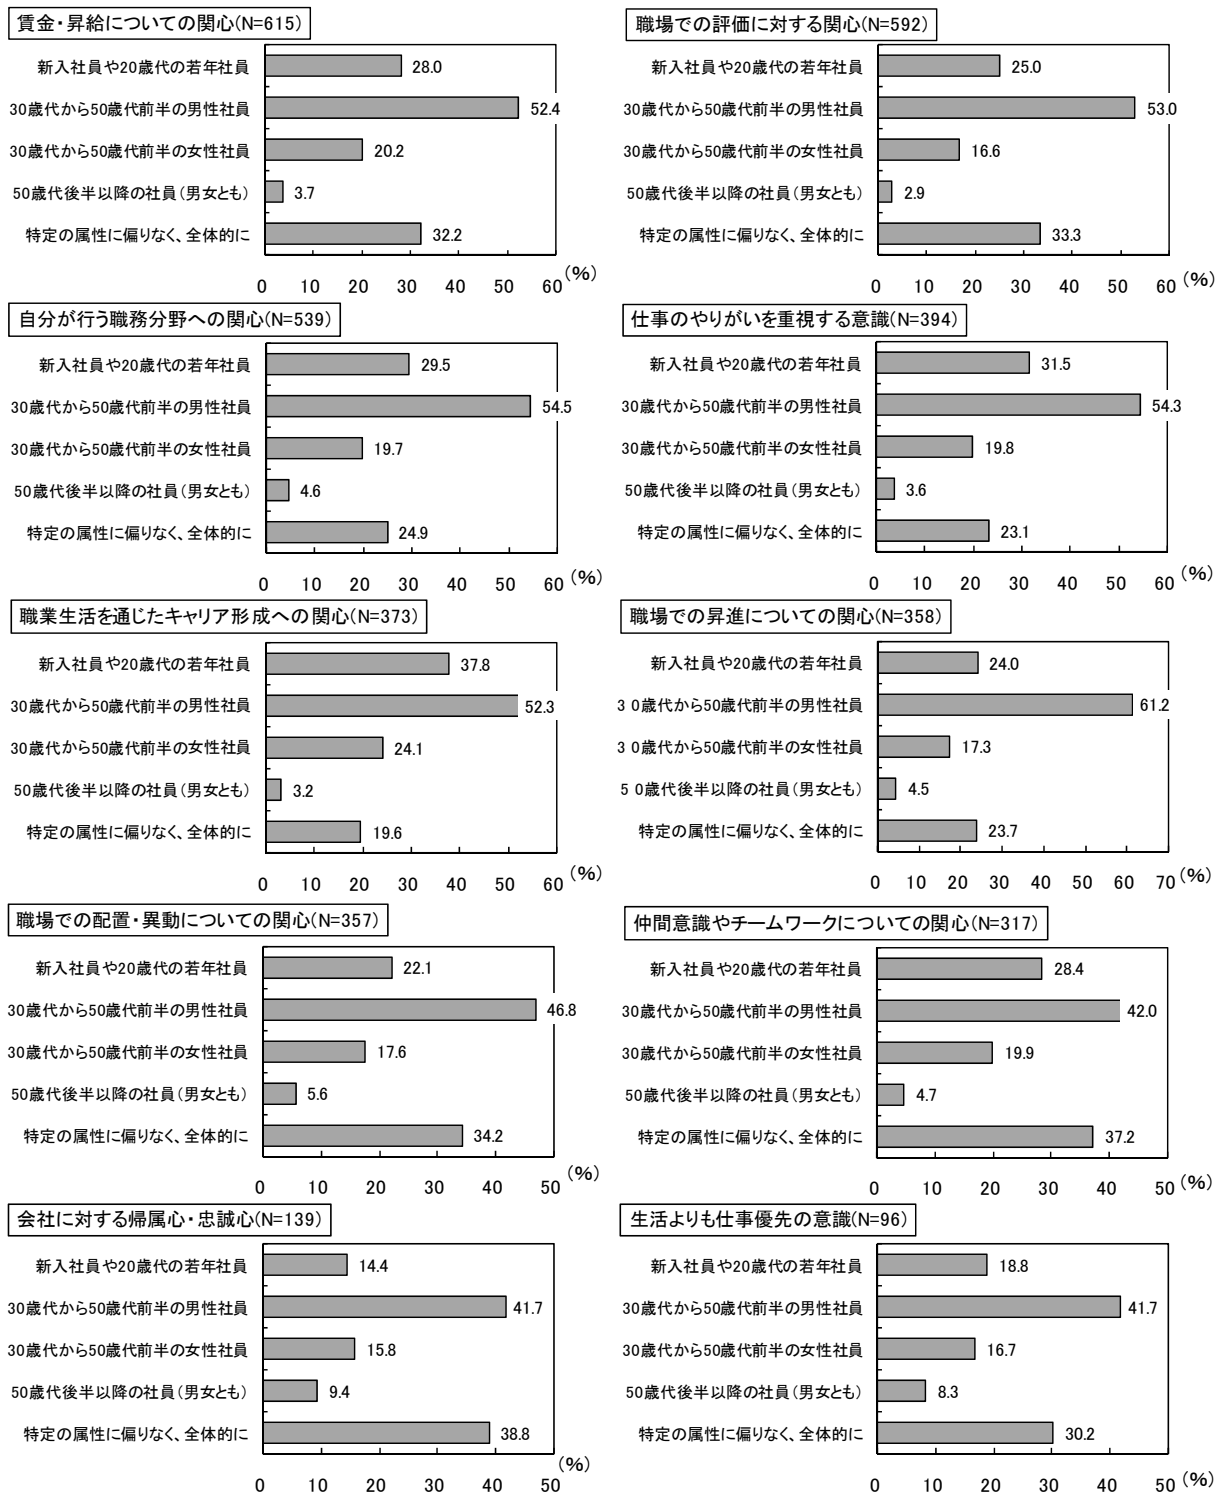 賃金・昇給についての関心(N=615)
新入社員や20歳代の若年社員 28.0
30歳代から50歳代前半の男性社員 52.4
30歳代から50歳代前半の女性社員 20.2
50歳代後半以降の社員(男女とも) 3.7
特定の属性に偏りなく、全体的に 32.2
0 10 20 30 40 50 60 (%)
職場での評価に対する関心(N=592)
新入社員や20歳代の若年社員 25.0
30歳代から50歳代前半の男性社員 53.0
30歳代から50歳代前半の女性社員 16.6
50歳代後半以降の社員(男女とも) 2.9
特定の属性に偏りなく、全体的に 33.3
0 10 20 30 40 50 60 (%)
自分が行う職務分野への関心(N=539)
新入社員や20歳代の若年社員 29.5
30歳代から50歳代前半の男性社員 54.5
30歳代から50歳代前半の女性社員 19.7
50歳代後半以降の社員(男女とも) 4.6
特定の属性に偏りなく、全体的に 24.9
0 10 20 30 40 50 60 (%)
仕事のやりがいを重視する意識(N=394)
新入社員や20歳代の若年社員 31.5
30歳代から50歳代前半の男性社員 54.3
30歳代から50歳代前半の女性社員 19.8
50歳代後半以降の社員(男女とも) 3.6
特定の属性に偏りなく、全体的に 23.1
0 10 20 30 40 50 60 (%)
職業生活を通じたキャリア形成への関心(N=373)
新入社員や20歳代の若年社員 37.8
30歳代から50歳代前半の男性社員 52.3
30歳代から50歳代前半の女性社員 24.1
50歳代後半以降の社員(男女とも) 3.2
特定の属性に偏りなく、全体的に 19.6
0 10 20 30 40 50 60 (%)
職場での昇進についての関心(N=358)
新入社員や20歳代の若年社員 24.0
３０歳代から50歳代前半の男性社員 61.2
３０歳代から50歳代前半の女性社員 17.3
５０歳代後半以降の社員(男女とも) 4.5
特定の属性に偏りなく、全体的に 23.7
0 10 20 30 40 50 60 70 (%)
職場での配置・異動についての関心(N=357)
新入社員や20歳代の若年社員 22.1
30歳代から50歳代前半の男性社員 46.8
30歳代から50歳代前半の女性社員 17.6
50歳代後半以降の社員(男女とも) 5.6
特定の属性に偏りなく、全体的に 34.2
0 10 20 30 40 50 (%)
仲間意識やチームワークについての関心(N=317)
新入社員や20歳代の若年社員 28.4
30歳代から50歳代前半の男性社員 42.0
30歳代から50歳代前半の女性社員 19.9
50歳代後半以降の社員(男女とも) 4.7
特定の属性に偏りなく、全体的に 37.2
0 10 20 30 40 50 (%)
会社に対する帰属心・忠誠心(N=139)
新入社員や20歳代の若年社員 14.4
30歳代から50歳代前半の男性社員 41.7
30歳代から50歳代前半の女性社員 15.8
50歳代後半以降の社員(男女とも) 9.4
特定の属性に偏りなく、全体的に 38.8
0 10 20 30 40 50 (%)
生活よりも仕事優先の意識(N=96)
新入社員や20歳代の若年社員 18.8
30歳代から50歳代前半の男性社員 41.7
30歳代から50歳代前半の女性社員 16.7
50歳代後半以降の社員(男女とも) 8.3
特定の属性に偏りなく、全体的に 30.2
0 10 20 30 40 50 (%)